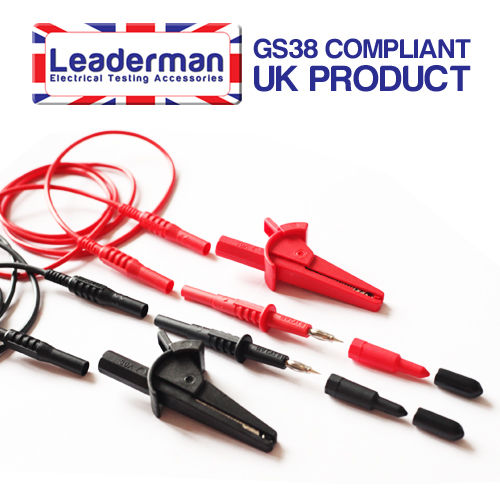 Leaderman
Electrical Testing Accessories
GS38 COMPLIANT
UK PRODUCT